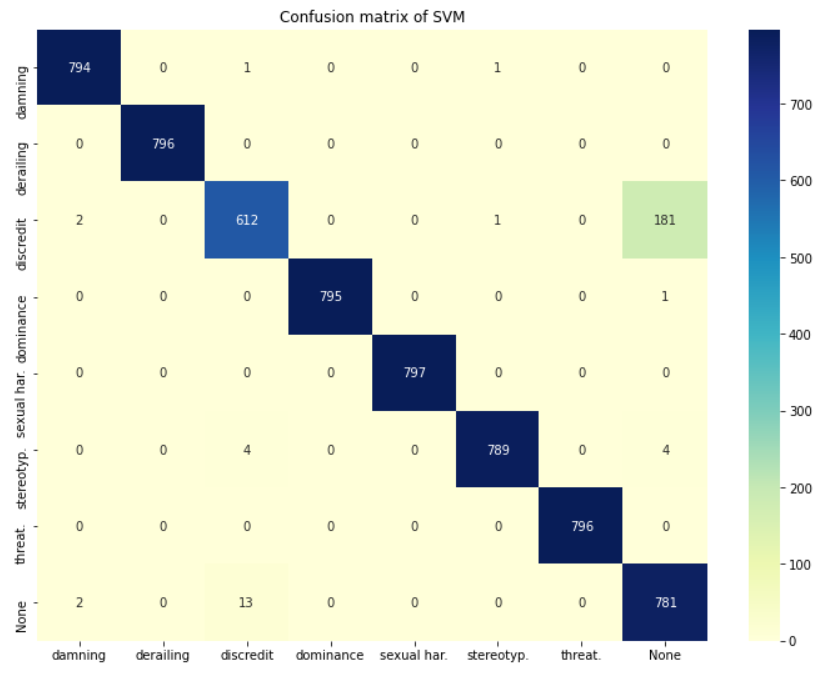 Confusion matrix of SVM
damning 794 0 1 0 0 1 0 0
derailing 0 796 0 0 0 0 0 0
discredit 2 0 612 0 0 1 0 181
dominance 0 0 0 795 0 0 0 1
sexual har. 0 0 0 0 797 0 0 0
stereotyp. 0 0 4 0 0 789 0 4
threat. 0 0 0 0 0 0 796 0
None 2 0 13 0 0 0 0 781
damning derailing discredit dominance sexual har. stereotyp. threat. None
700
600
500
400
300
200
100
0